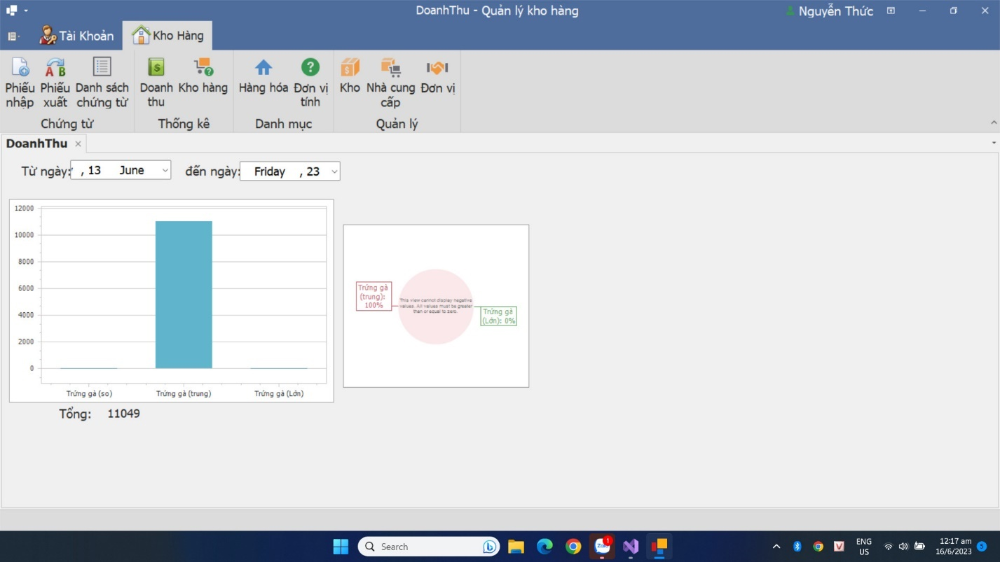 DoanhThu - Quản lý kho hàng
Nguyễn Thức
Tài Khoản
Kho Hàng
Phiếu nhập
Phiếu xuất
Danh sách chứng từ
Doanh thu
Kho hàng
Hàng hóa
Đơn vị tính
Kho
Nhà cung cấp
Đơn vị
Chứng từ
Thống kê
Danh mục
Quản lý
DoanhThu
Từ ngày: , 13 June
đến ngày: Friday , 23
12000
10000
8000
6000
4000
2000
0
Trứng gà (so)
Trứng gà (trung)
Trứng gà (Lớn)
Tổng: 11049
Trứng gà
(trung):
100%
This view cannot display negative
values. All values must be greater
than or equal to zero.
Trứng gà
(Lớn): 0%
Search
Zalo
1
V
ENG
US
12:17 am
16/6/2023
5